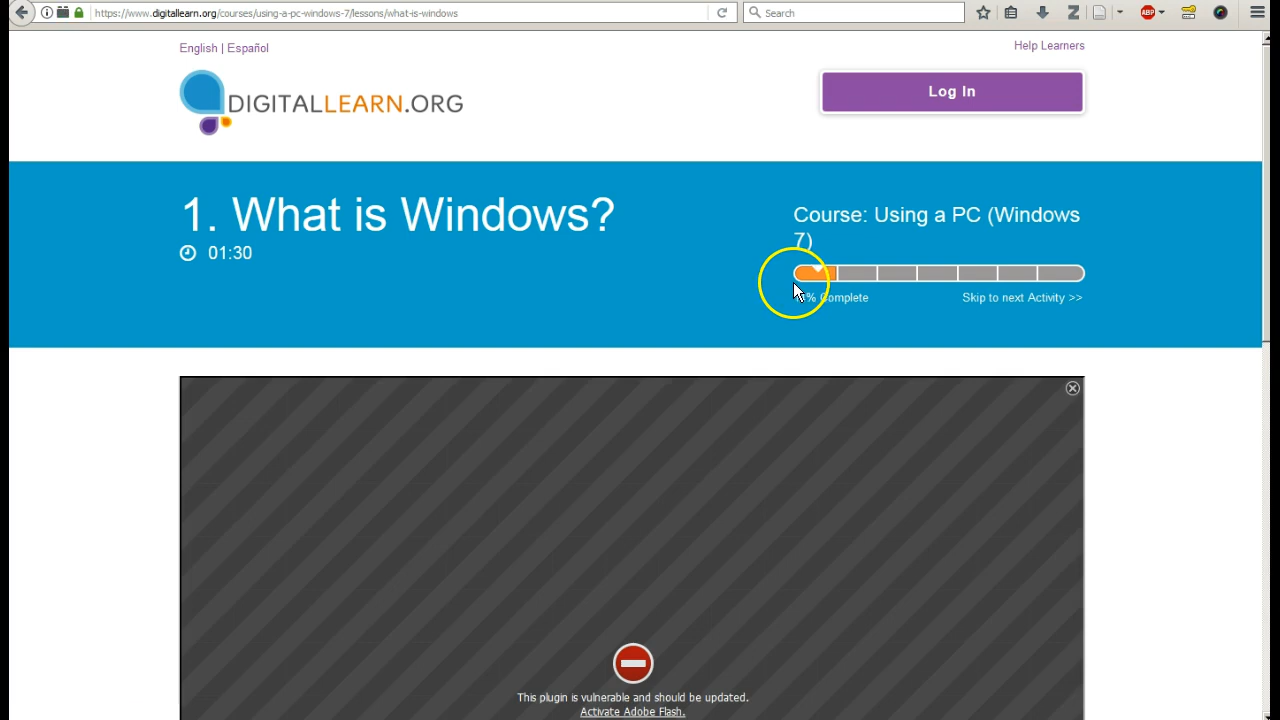 https://www.digitallearn.org/courses/using-a-pc-windows-7/lessons/what-is-windows
Search
ABP
English | Español
Help Learners
DIGITALLEARN.ORG
Log In
1. What is Windows?
01:30
Course: Using a PC (Windows
7)
% Complete
Skip to next Activity >>
This plugin is vulnerable and should be updated.
Activate Adobe Flash.